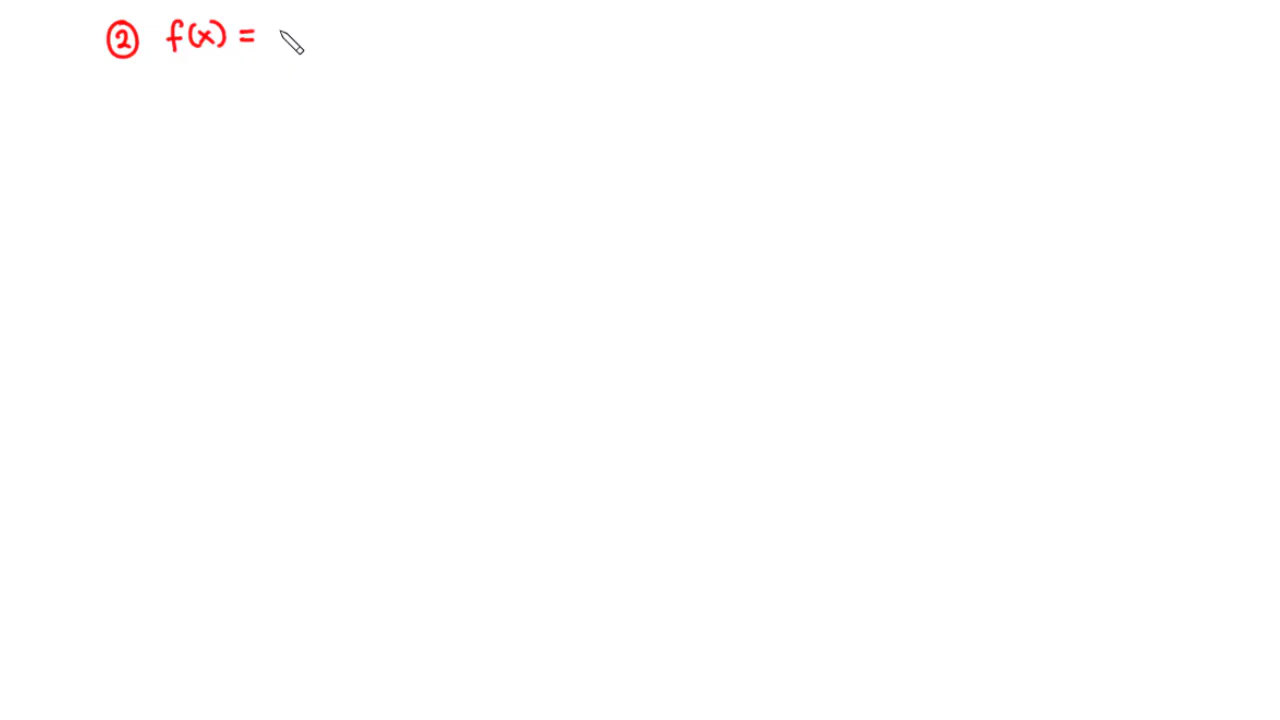 ② f(x) =